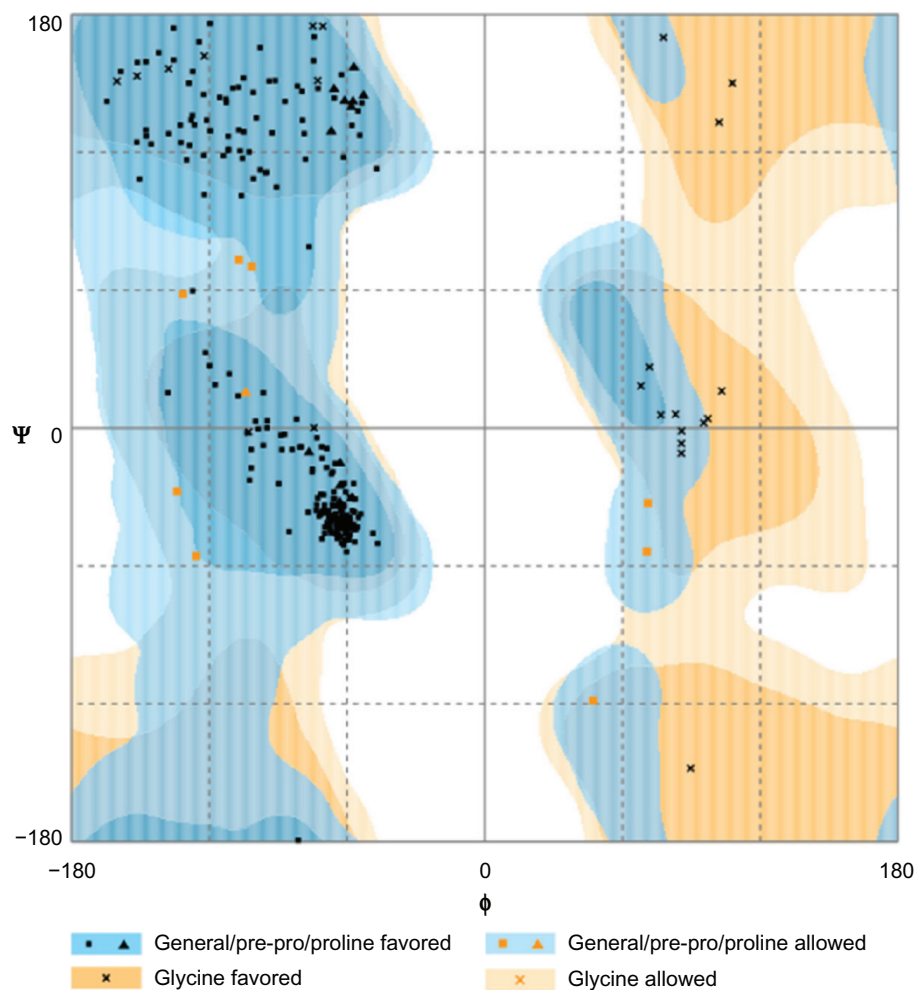 180
Ψ
0
−180
−180
0
180
ϕ
General/pre-pro/proline favored
General/pre-pro/proline allowed
Glycine favored
Glycine allowed